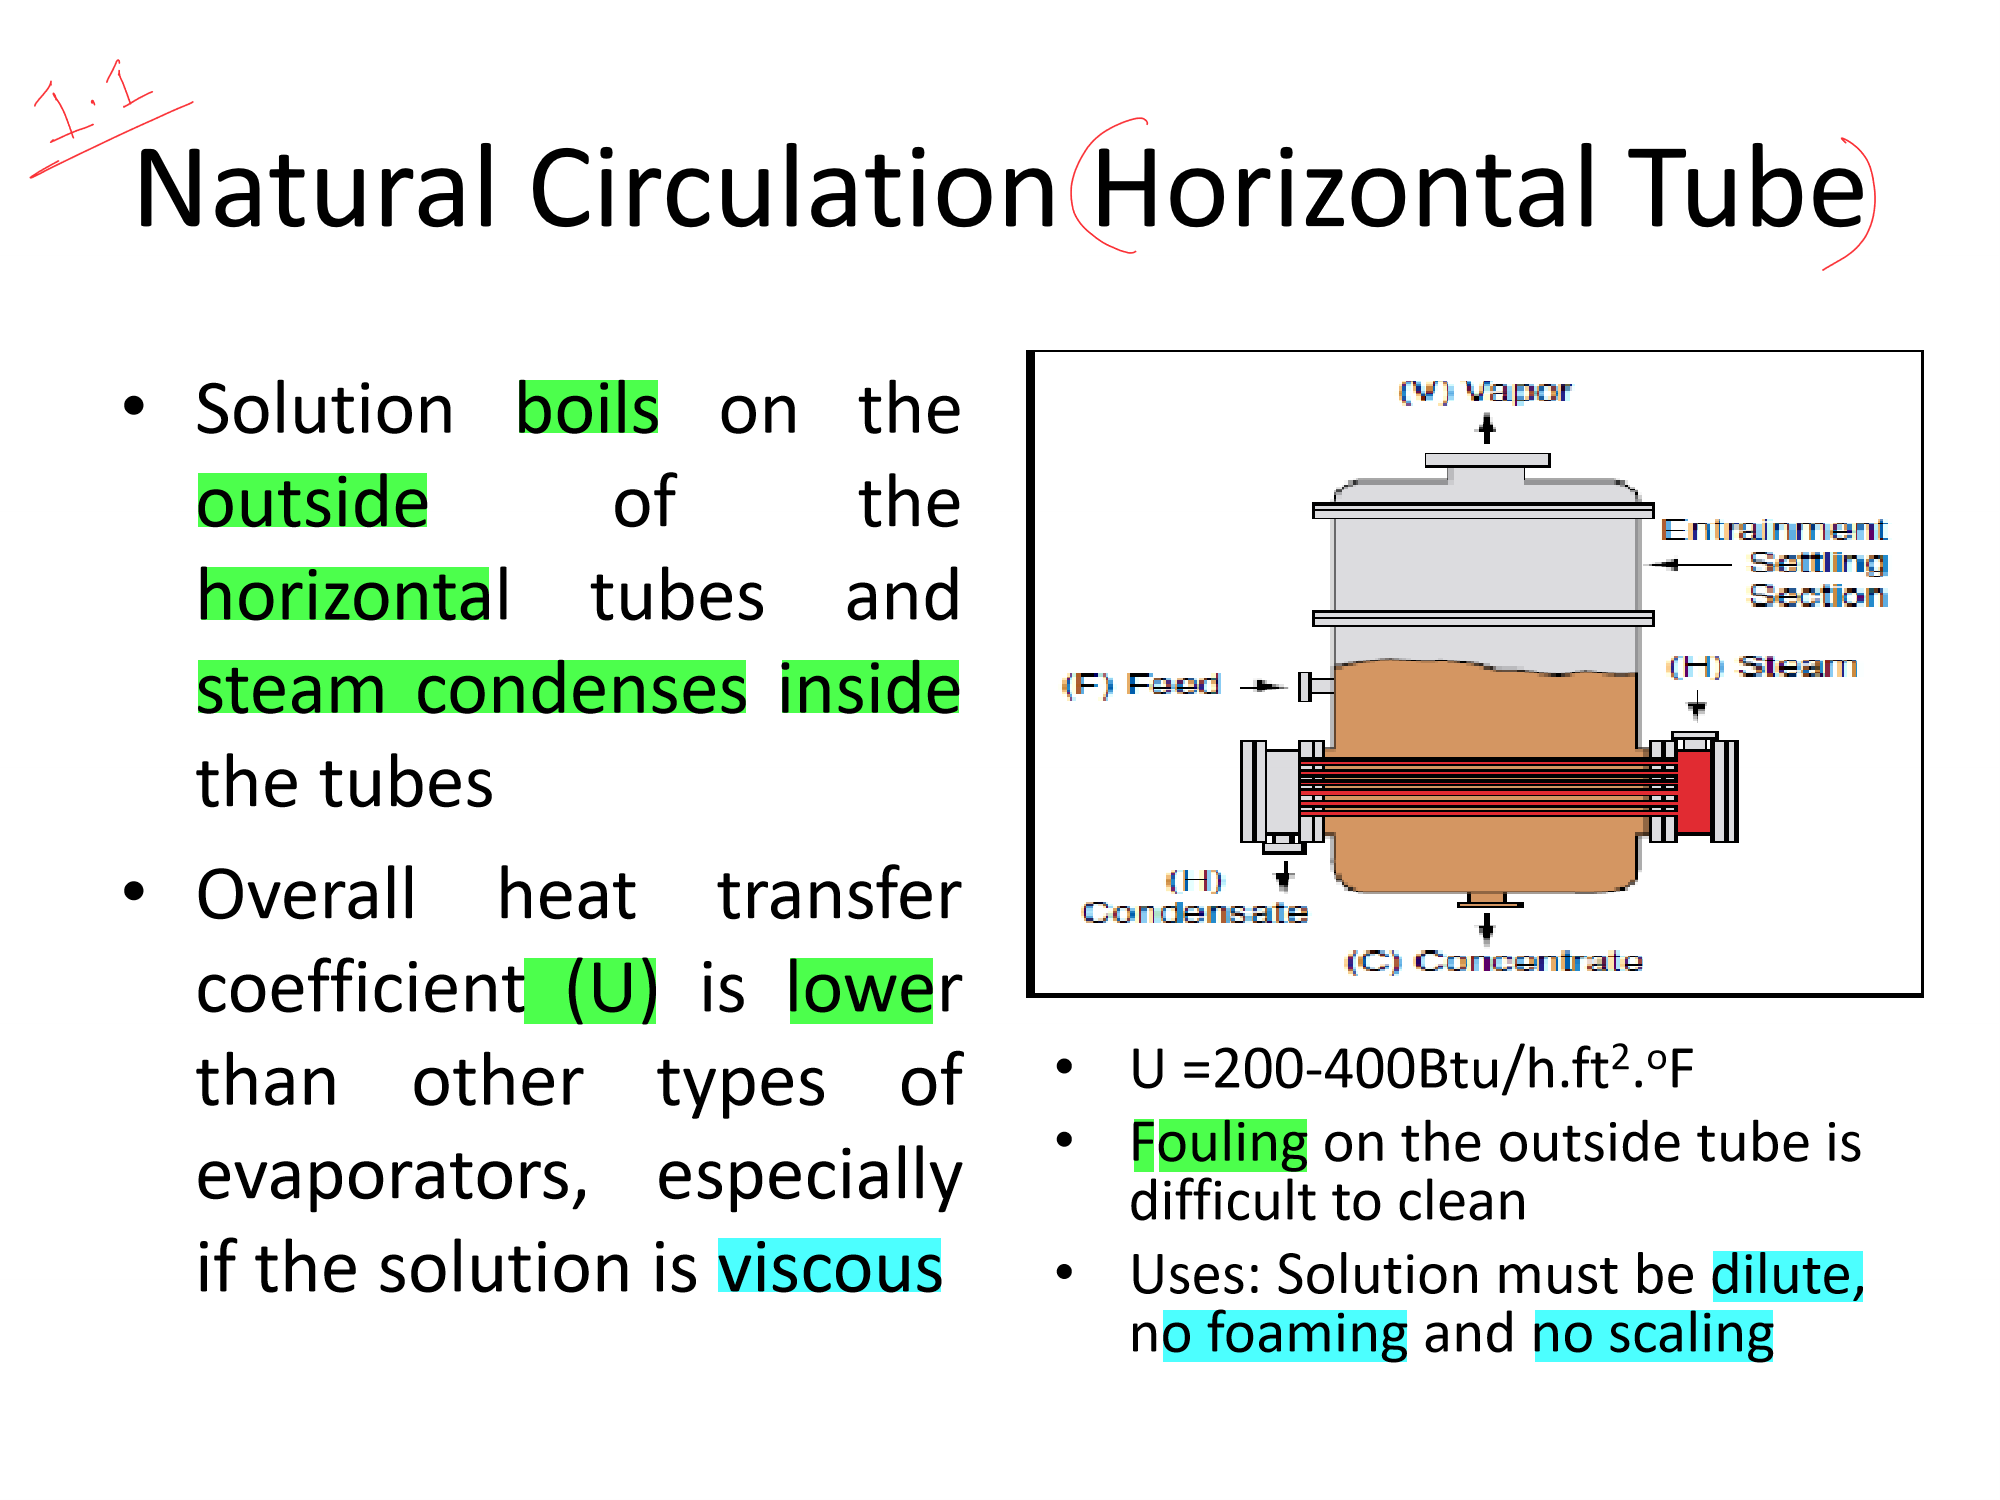 1.1
Natural Circulation Horizontal Tube
• Solution boils on the
outside of the
horizontal tubes and
steam condenses inside
the tubes
• Overall heat transfer
coefficient (U) is lower
than other types of
evaporators, especially
if the solution is viscous
(V) Vapor
Entrainment
Settling
Section
(H) Steam
(F) Feed
(H)
Condensate
(C) Concentrate
• U =200-400Btu/h.ft².ºF
• Fouling on the outside tube is
difficult to clean
• Uses: Solution must be dilute,
no foaming and no scaling